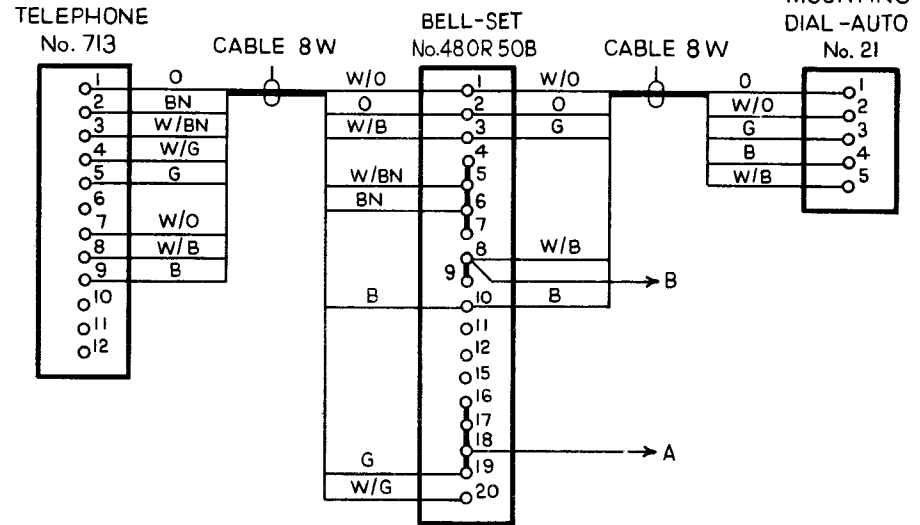 TELEPHONE
No. 713
CABLE 8W
BELL-SET
No.480R 50B
CABLE 8W
MOUNTING
DIAL-AUTO
No. 21
1 O
2 BN
3 W/BN
4 W/G
5 G
6
7 W/O
8 W/B
9 B
10
11
12
W/O 1 W/O
O 2 O
W/B 3 G
4
W/BN 5
BN 6
7
8 W/B
9 B
B 10 B
11
12
15
16
17
18 A
G 19
W/G 20
O 1
W/O 2
G 3
B 4
W/B 5